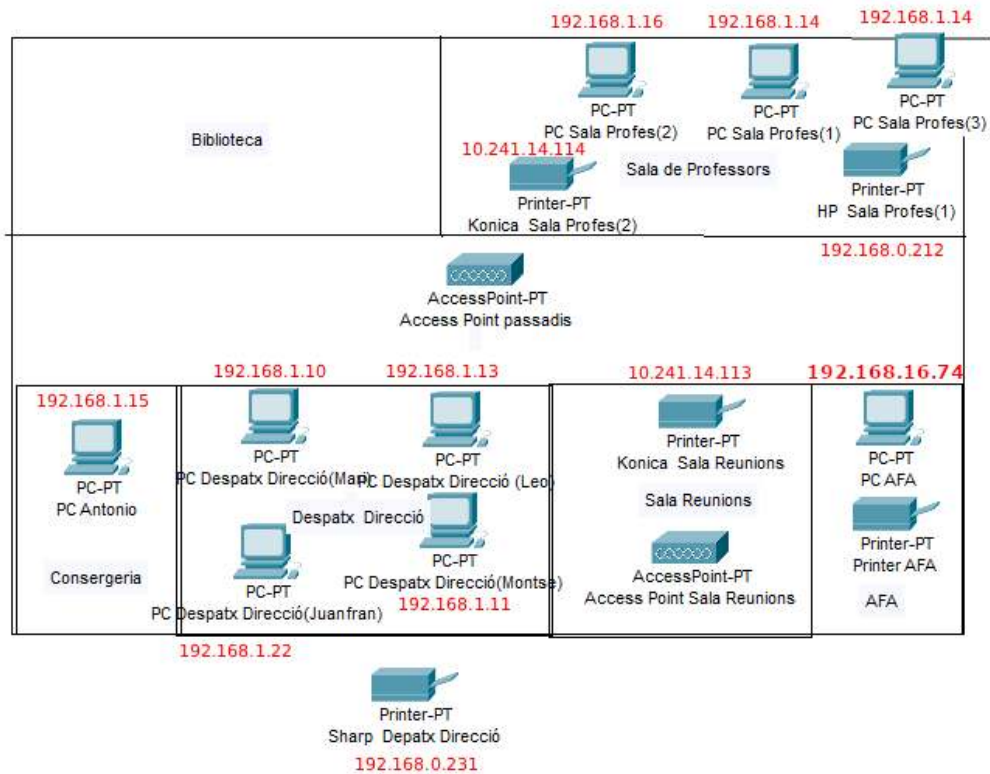 192.168.1.16
192.168.1.14
192.168.1.14
PC-PT
PC Sala Profes(2)
PC-PT
PC Sala Profes(1)
PC-PT
PC Sala Profes(3)
Biblioteca
10.241.14.114
Sala de Professors
Printer-PT
Konica Sala Profes(2)
Printer-PT
HP Sala Profes(1)
192.168.0.212
AccessPoint-PT
Access Point passadis
192.168.1.10
192.168.1.13
10.241.14.113
192.168.16.74
192.168.1.15
PC-PT
PC Antonio
Consergeria
PC-PT
PC Despatx Direcció(Mari)
PC-PT
PC Despatx Direcció (Leo)
Despatx Direcció
PC-PT
PC Despatx Direcció(Juanfran)
PC-PT
PC Despatx Direcció(Montse)
192.168.1.11
Printer-PT
Konica Sala Reunions
Sala Reunions
AccessPoint-PT
Access Point Sala Reunions
PC-PT
PC AFA
Printer-PT
Printer AFA
AFA
192.168.1.22
Printer-PT
Sharp Depatx Direcció
192.168.0.231